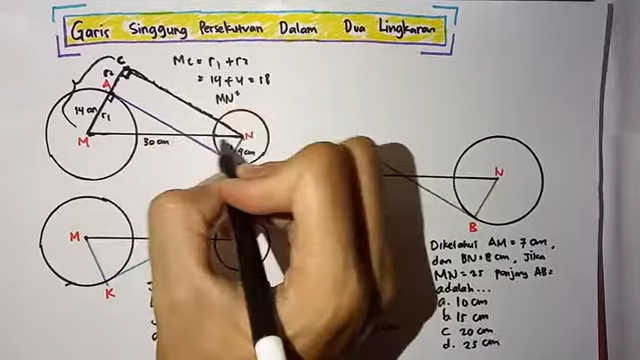 Garis Singgung Persekutuan Dalam Dua Lingkaran
C
r2
A
14 cm
r1
M
30 cm
N
4 cm
MC = r1 + r2
= 14 + 4 = 18
MN²
M
K
N
B
Diketahui AM = 7 cm,
dan BN = 8 cm, Jika
MN = 25 panjang AB =
adalah ...
a. 10 cm
b. 15 cm
c. 20 cm
d. 25 cm